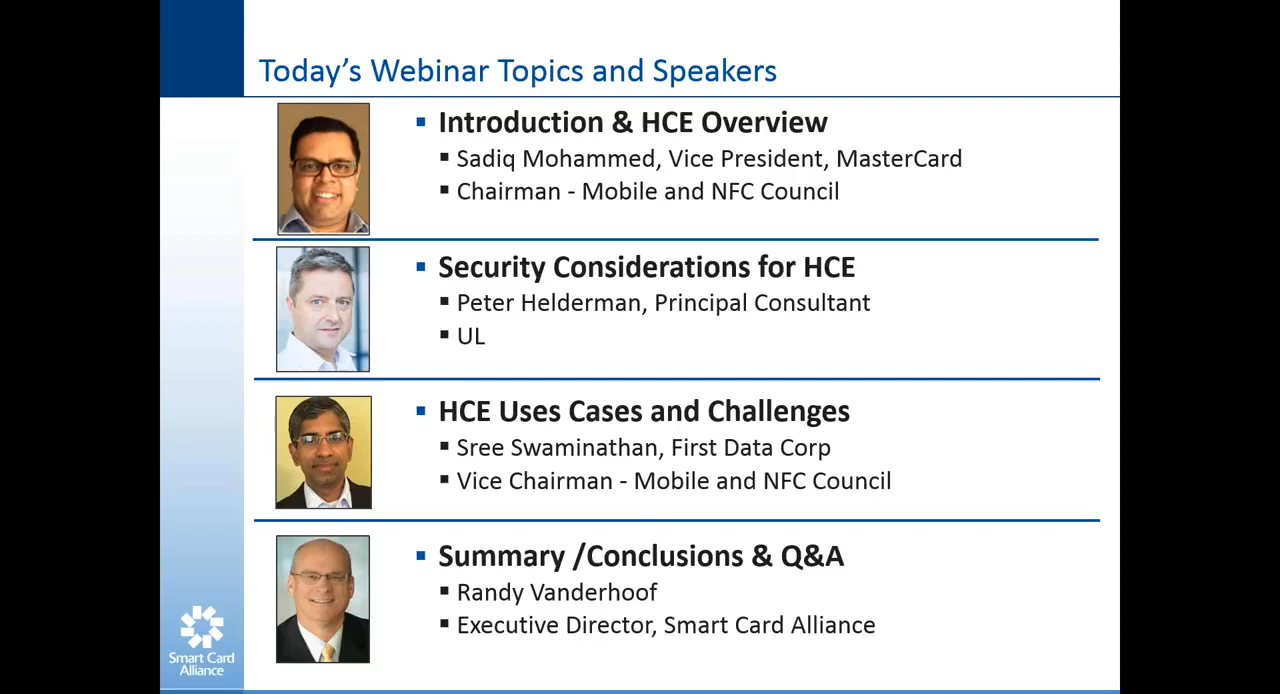 Today's Webinar Topics and Speakers
▪ Introduction & HCE Overview
▪ Sadiq Mohammed, Vice President, MasterCard
▪ Chairman - Mobile and NFC Council
▪ Security Considerations for HCE
▪ Peter Helderman, Principal Consultant
▪ UL
▪ HCE Uses Cases and Challenges
▪ Sree Swaminathan, First Data Corp
▪ Vice Chairman - Mobile and NFC Council
▪ Summary /Conclusions & Q&A
▪ Randy Vanderhoof
▪ Executive Director, Smart Card Alliance
Smart Card
Alliance